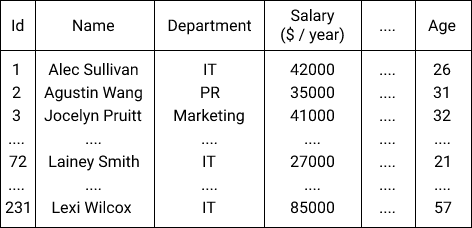 Id Name Department Salary ($ / year) .... Age
1 Alec Sullivan IT 42000 .... 26
2 Agustin Wang PR 35000 .... 31
3 Jocelyn Pruitt Marketing 41000 .... 32
.... .... .... .... .... ....
72 Lainey Smith IT 27000 .... 21
.... .... .... .... .... ....
231 Lexi Wilcox IT 85000 .... 57